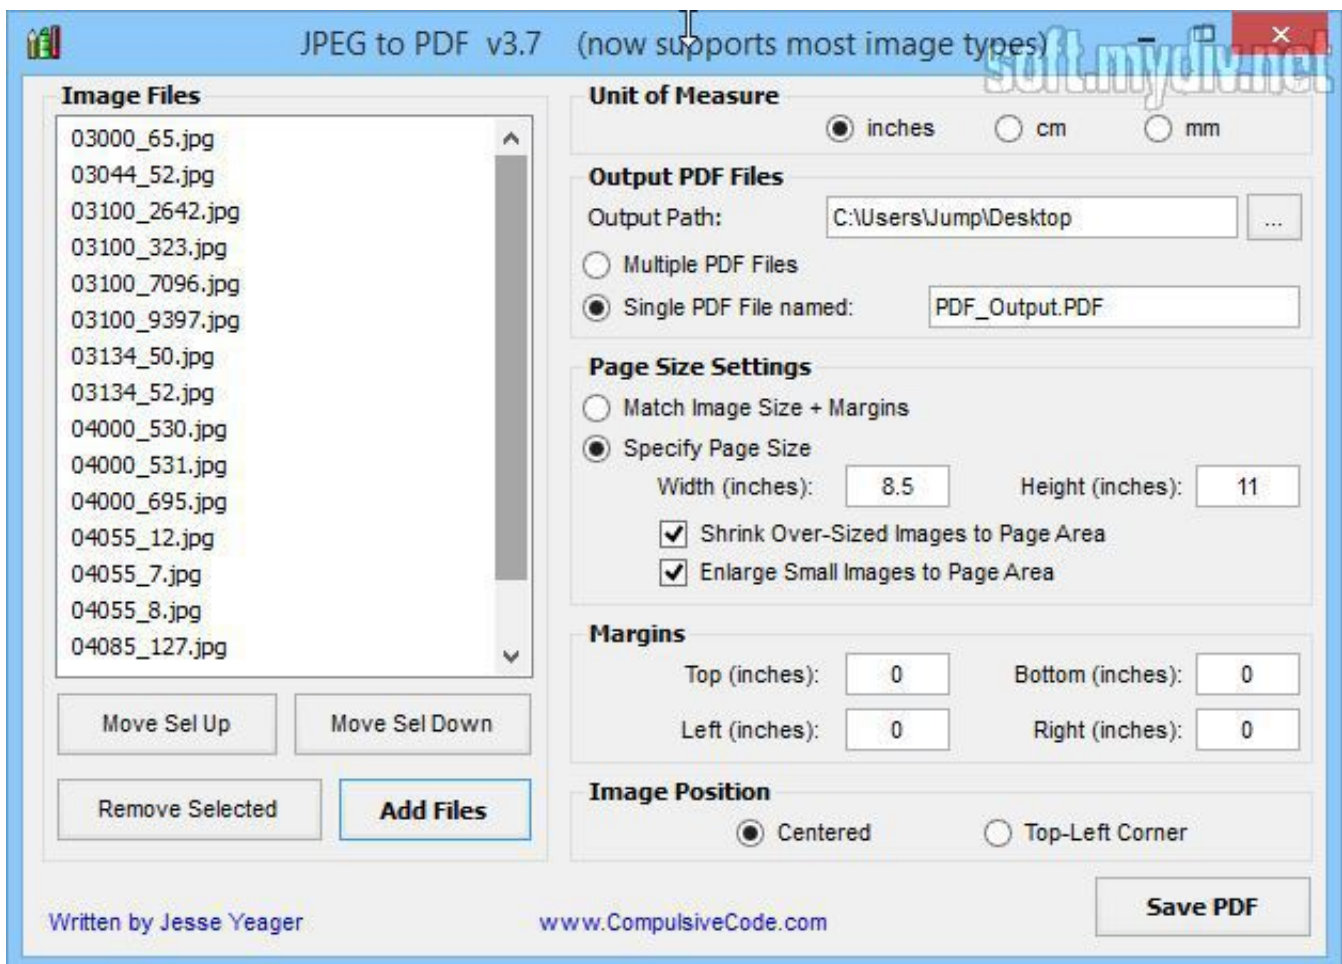 JPEG to PDF v3.7 (now supports most image types)
soft.mydiv.net
Image Files
03000_65.jpg
03044_52.jpg
03100_2642.jpg
03100_323.jpg
03100_7096.jpg
03100_9397.jpg
03134_50.jpg
03134_52.jpg
04000_530.jpg
04000_531.jpg
04000_695.jpg
04055_12.jpg
04055_7.jpg
04055_8.jpg
04085_127.jpg
Move Sel Up Move Sel Down
Remove Selected Add Files
Unit of Measure
inches cm mm
Output PDF Files
Output Path: C:\Users\Jump\Desktop ...
Multiple PDF Files
Single PDF File named: PDF_Output.PDF
Page Size Settings
Match Image Size + Margins
Specify Page Size
Width (inches): 8.5 Height (inches): 11
Shrink Over-Sized Images to Page Area
Enlarge Small Images to Page Area
Margins
Top (inches): 0 Bottom (inches): 0
Left (inches): 0 Right (inches): 0
Image Position
Centered Top-Left Corner
Written by Jesse Yeager www.CompulsiveCode.com Save PDF